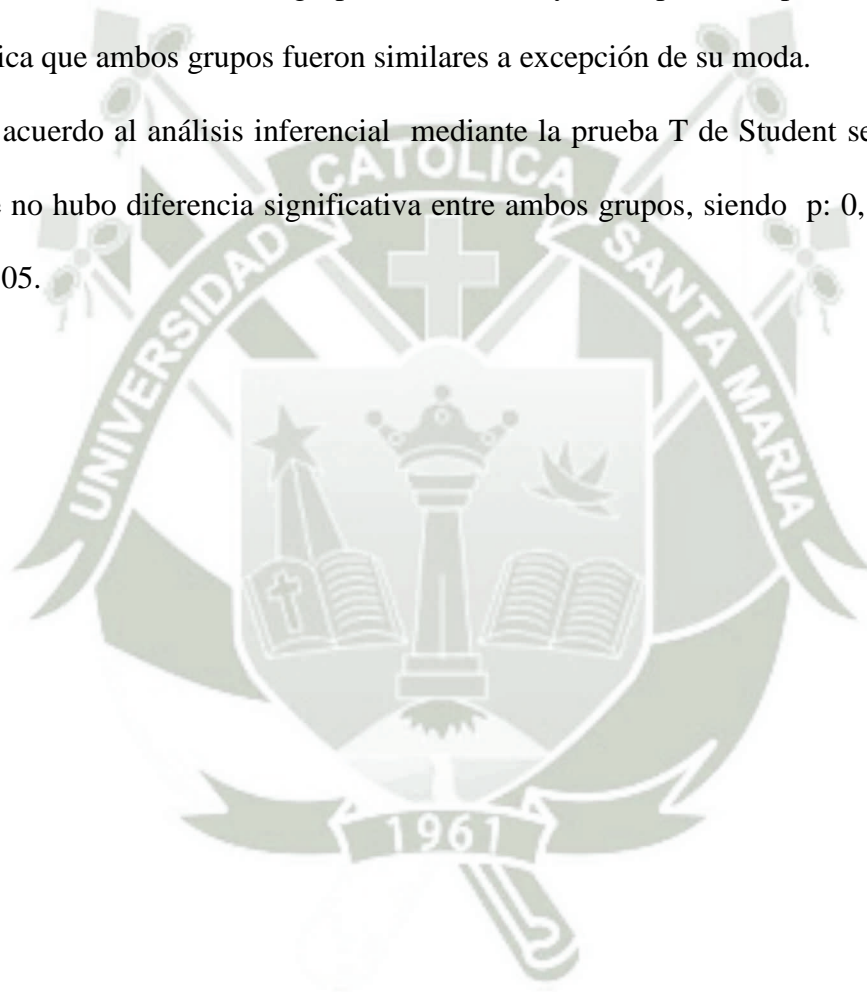 ica que ambos grupos fueron similares a excepción de su moda.
acuerdo al análisis inferencial mediante la prueba T de Student se
no hubo diferencia significativa entre ambos grupos, siendo p: 0,
05.
CATOLICA
UNIVERSIDAD
SANTA MARIA
1961